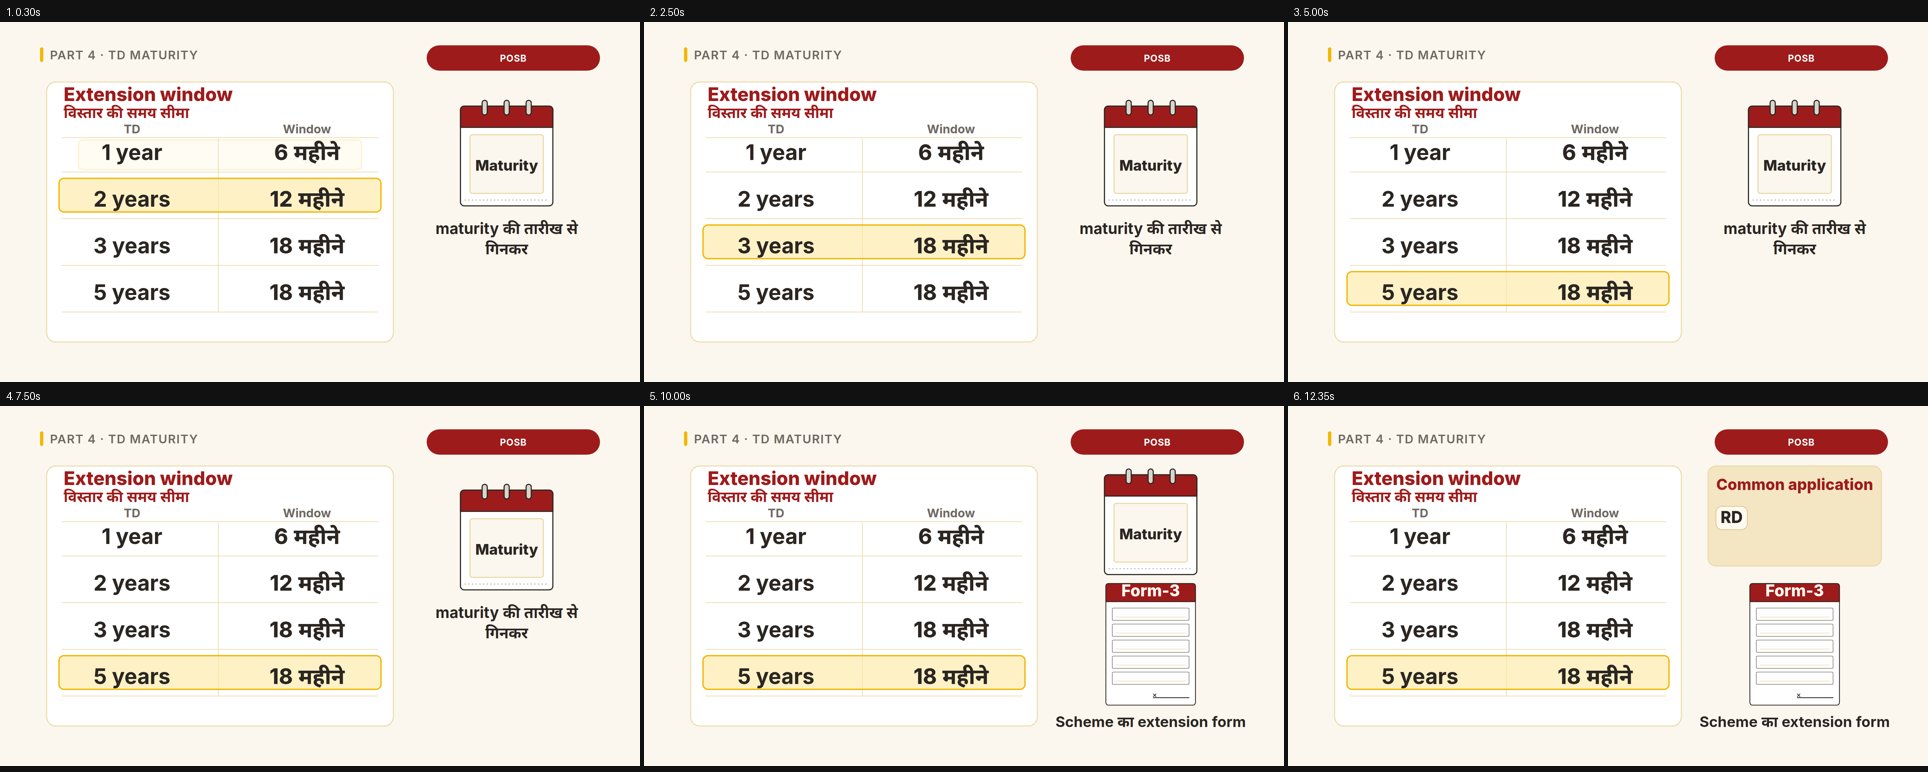 1. 0.30s
PART 4 · TD MATURITY
POSB
Extension window
विस्तार की समय सीमा
TD Window
1 year 6 महीने
2 years 12 महीने
3 years 18 महीने
5 years 18 महीने
Maturity
maturity की तारीख से
गिनकर
2. 2.50s
PART 4 · TD MATURITY
POSB
Extension window
विस्तार की समय सीमा
TD Window
1 year 6 महीने
2 years 12 महीने
3 years 18 महीने
5 years 18 महीने
Maturity
maturity की तारीख से
गिनकर
3. 5.00s
PART 4 · TD MATURITY
POSB
Extension window
विस्तार की समय सीमा
TD Window
1 year 6 महीने
2 years 12 महीने
3 years 18 महीने
5 years 18 महीने
Maturity
maturity की तारीख से
गिनकर
4. 7.50s
PART 4 · TD MATURITY
POSB
Extension window
विस्तार की समय सीमा
TD Window
1 year 6 महीने
2 years 12 महीने
3 years 18 महीने
5 years 18 महीने
Maturity
maturity की तारीख से
गिनकर
5. 10.00s
PART 4 · TD MATURITY
POSB
Extension window
विस्तार की समय सीमा
TD Window
1 year 6 महीने
2 years 12 महीने
3 years 18 महीने
5 years 18 महीने
Maturity
Form-3
x
Scheme का extension form
6. 12.35s
PART 4 · TD MATURITY
POSB
Extension window
विस्तार की समय सीमा
TD Window
1 year 6 महीने
2 years 12 महीने
3 years 18 महीने
5 years 18 महीने
Common application
RD
Form-3
x
Scheme का extension form